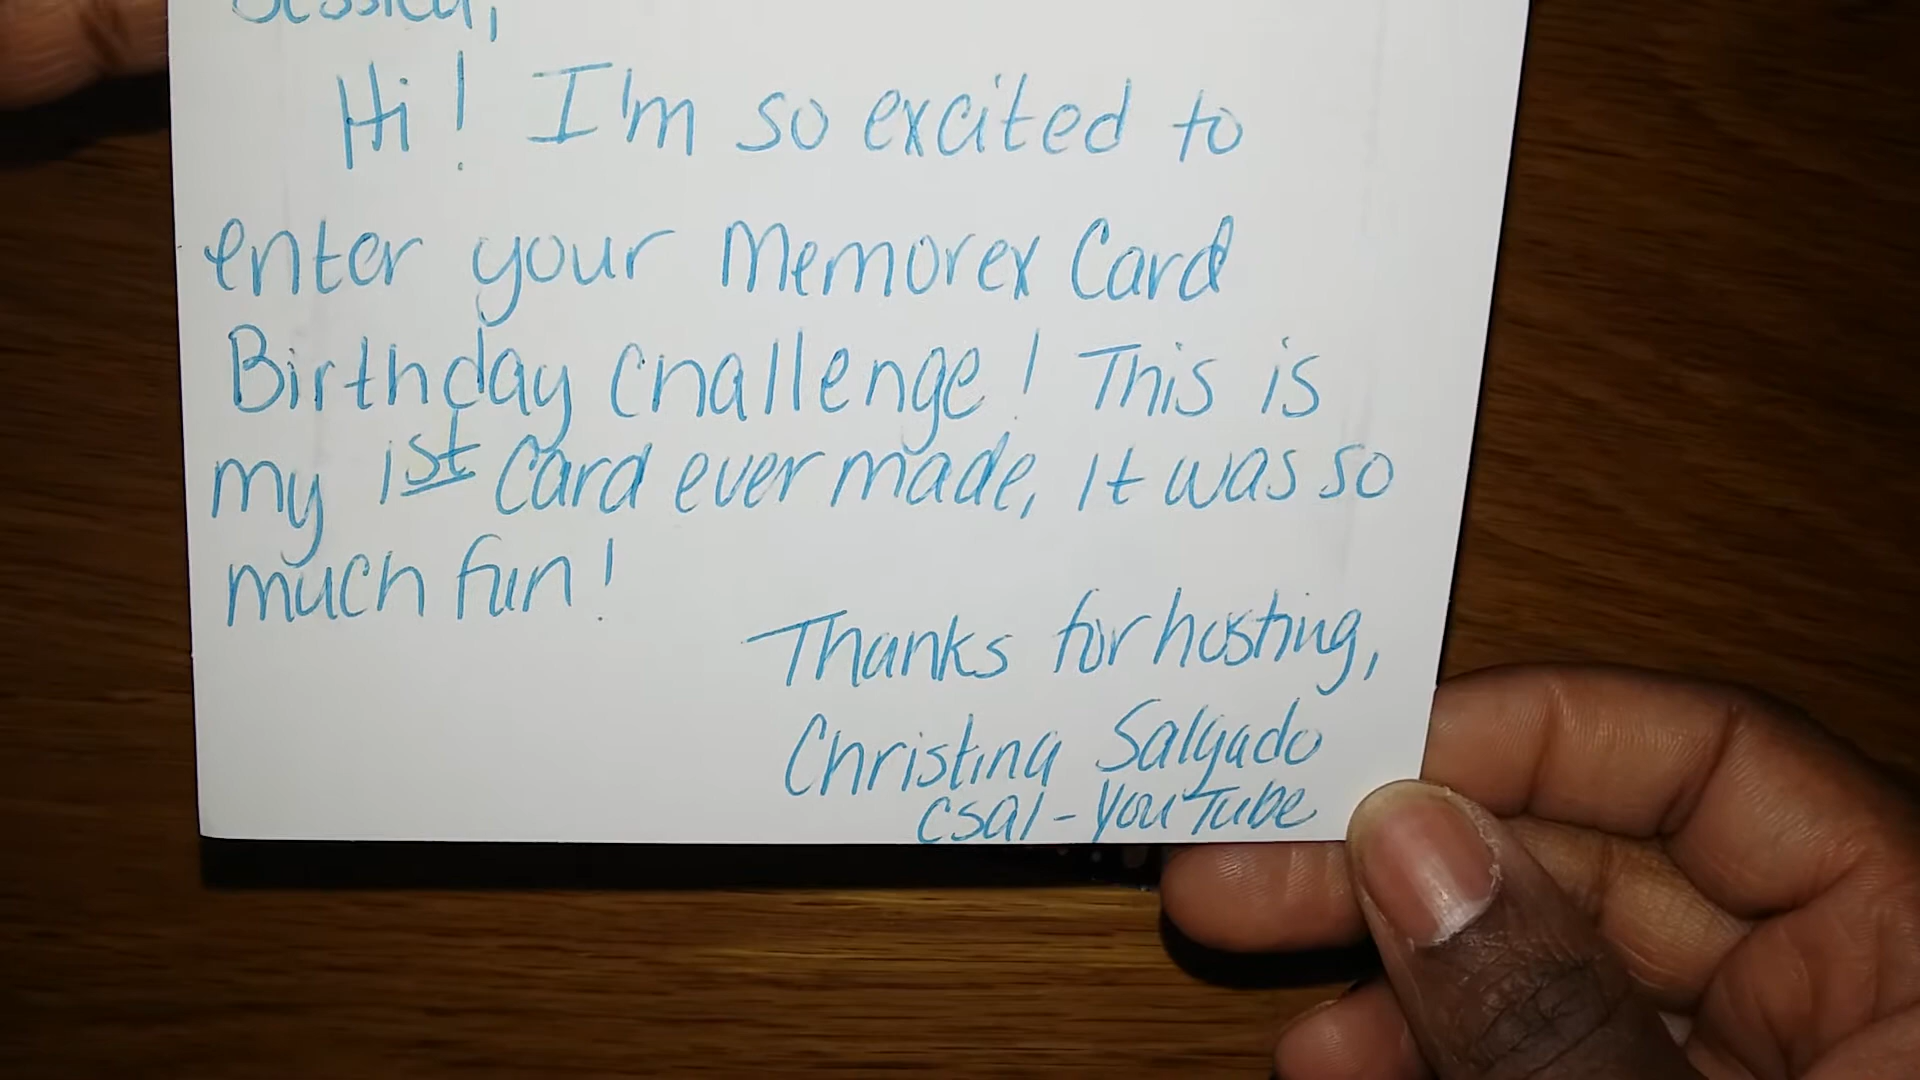 Jessica,
Hi! I'm so excited to
enter your Memorex Card
Birthday Challenge! This is
my 1st Card ever made, it was so
much fun!
Thanks for hosting,
Christina Salgado
csal-YouTube